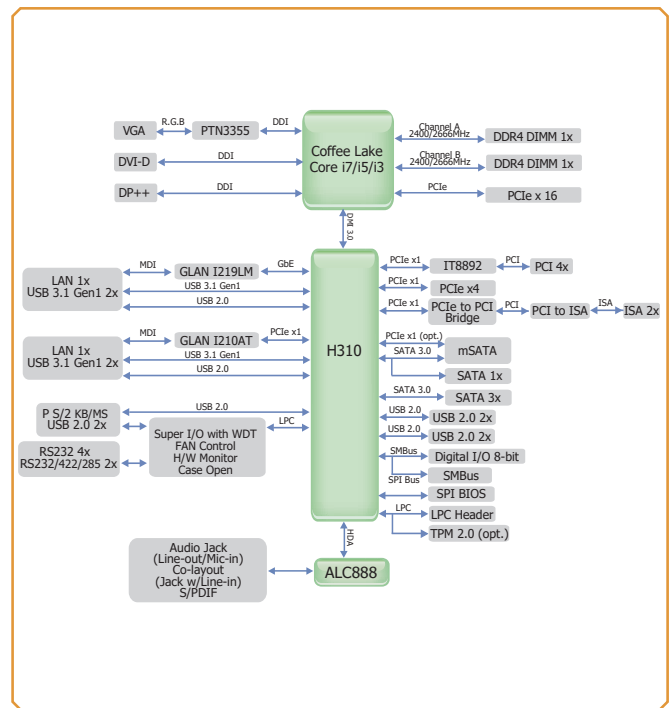 VGA
R.G.B
PTN3355
DDI
DVI-D
DDI
DP++
DDI
Coffee Lake
Core i7/i5/i3
Channel A
2400/2666MHz
DDR4 DIMM 1x
Channel B
2400/2666MHz
DDR4 DIMM 1x
PCIe
PCIe x 16
DMI 3.0
LAN 1x
USB 3.1 Gen1 2x
MDI
GLAN I219LM
GbE
USB 3.1 Gen1
USB 2.0
LAN 1x
USB 3.1 Gen1 2x
MDI
GLAN I210AT
PCIe x1
USB 3.1 Gen1
USB 2.0
P S/2 KB/MS
USB 2.0 2x
USB 2.0
RS232 4x
RS232/422/285 2x
Super I/O with WDT
FAN Control
H/W Monitor
Case Open
LPC
H310
PCIe x1
IT8892
PCI
PCI 4x
PCIe x1
PCIe x4
PCIe x1
PCIe to PCI
Bridge
PCI
PCI to ISA
ISA
ISA 2x
PCIe x1 (opt.)
SATA 3.0
mSATA
SATA 1x
SATA 3.0
SATA 3x
USB 2.0
USB 2.0 2x
USB 2.0
USB 2.0 2x
SMBus
Digital I/O 8-bit
SMBus
SPI Bus
SPI BIOS
LPC
LPC Header
TPM 2.0 (opt.)
HDA
Audio Jack
(Line-out/Mic-in)
Co-layout
(Jack w/Line-in)
S/PDIF
ALC888